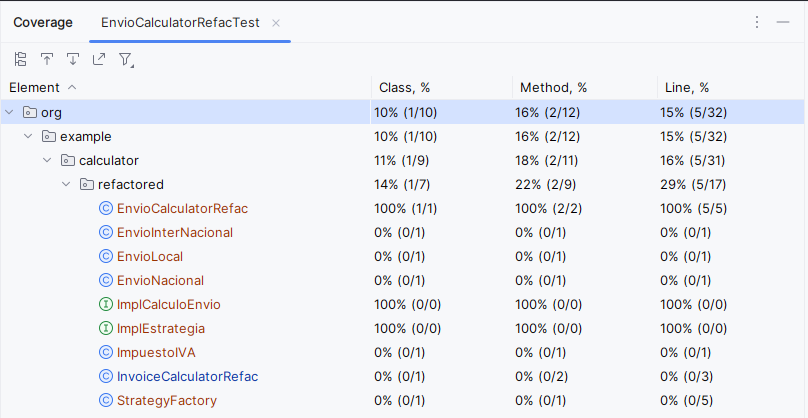 Coverage EnvioCalculatorRefacTest
Element Class, % Method, % Line, %
org 10% (1/10) 16% (2/12) 15% (5/32)
example 10% (1/10) 16% (2/12) 15% (5/32)
calculator 11% (1/9) 18% (2/11) 16% (5/31)
refactored 14% (1/7) 22% (2/9) 29% (5/17)
EnvioCalculatorRefac 100% (1/1) 100% (2/2) 100% (5/5)
EnvioInterNacional 0% (0/1) 0% (0/1) 0% (0/1)
EnvioLocal 0% (0/1) 0% (0/1) 0% (0/1)
EnvioNacional 0% (0/1) 0% (0/1) 0% (0/1)
ImplCalculoEnvio 100% (0/0) 100% (0/0) 100% (0/0)
ImplEstrategia 100% (0/0) 100% (0/0) 100% (0/0)
ImpuestoIVA 0% (0/1) 0% (0/1) 0% (0/1)
InvoiceCalculatorRefac 0% (0/1) 0% (0/2) 0% (0/3)
StrategyFactory 0% (0/1) 0% (0/1) 0% (0/5)